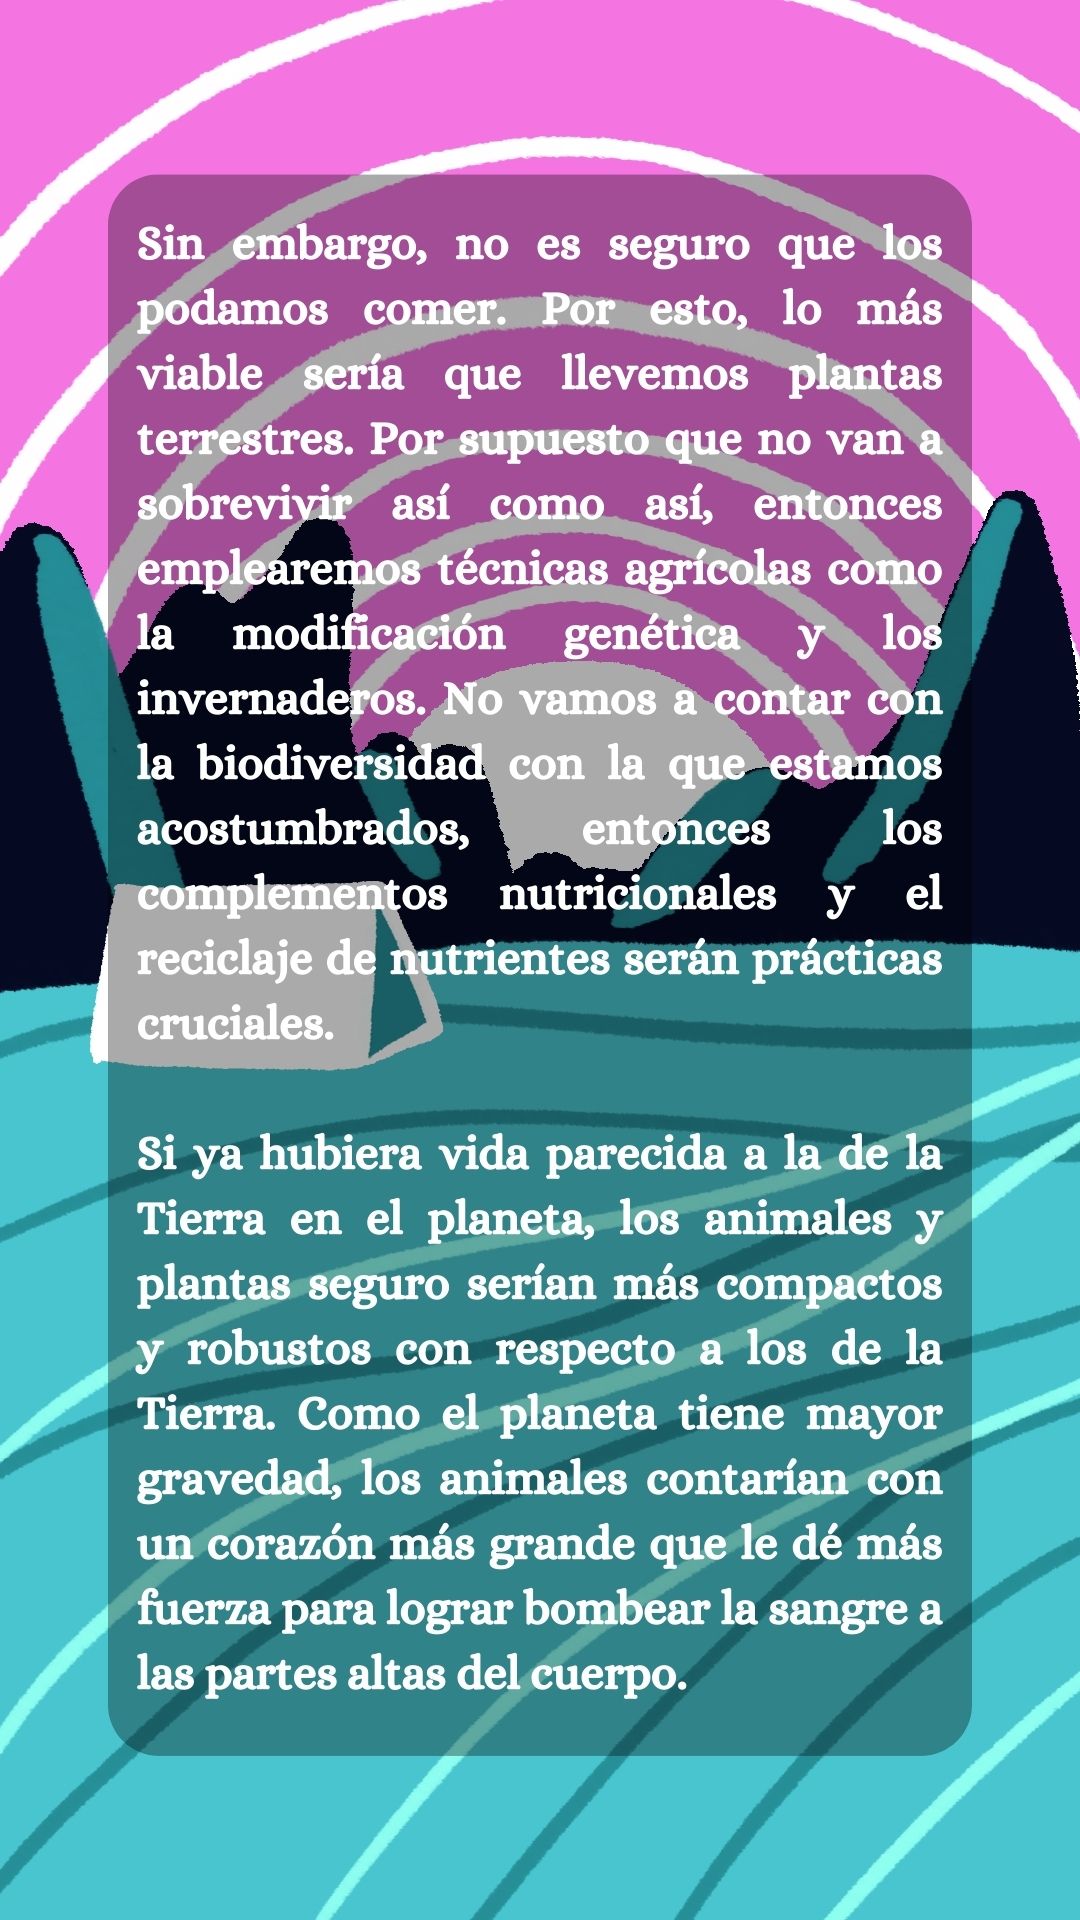 Sin embargo, no es seguro que los
podamos comer. Por esto, lo más
viable sería que llevemos plantas
terrestres. Por supuesto que no van a
sobrevivir así como así, entonces
emplearemos técnicas agrícolas como
la modificación genética y los
invernaderos. No vamos a contar con
la biodiversidad con la que estamos
acostumbrados, entonces los
complementos nutricionales y el
reciclaje de nutrientes serán prácticas
cruciales.
Si ya hubiera vida parecida a la de la
Tierra en el planeta, los animales y
plantas seguro serían más compactos
y robustos con respecto a los de la
Tierra. Como el planeta tiene mayor
gravedad, los animales contarían con
un corazón más grande que le dé más
fuerza para lograr bombear la sangre a
las partes altas del cuerpo.